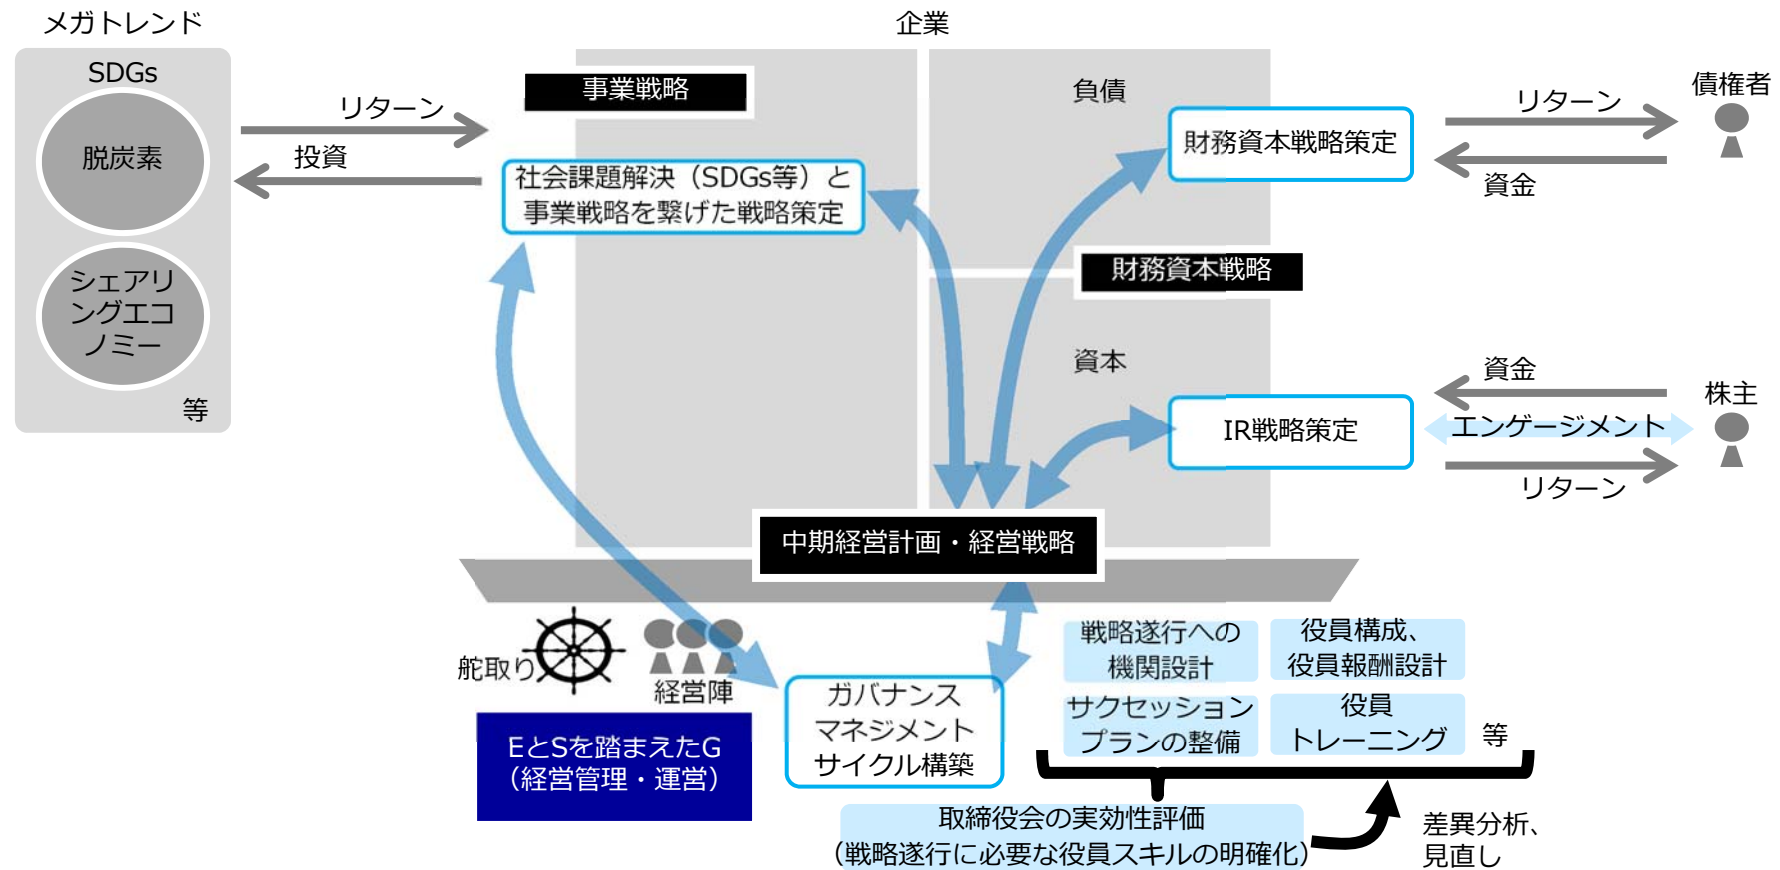 メガトレンド
企業
SDGs
脱炭素
シェアリ
ングエコ
ノミー
等
リターン
投資
事業戦略
社会課題解決（SDGs等）と
事業戦略を繋げた戦略策定
負債
財務資本戦略策定
リターン
資金
債権者
財務資本戦略
資本
IR戦略策定
資金
エンゲージメント
リターン
株主
中期経営計画・経営戦略
舵取り
経営陣
EとSを踏まえたG
（経営管理・運営）
ガバナンス
マネジメント
サイクル構築
戦略遂行への
機関設計
役員構成、
役員報酬設計
サクセッション
プランの整備
役員
トレーニング
等
取締役会の実効性評価
（戦略遂行に必要な役員スキルの明確化）
差異分析、
見直し